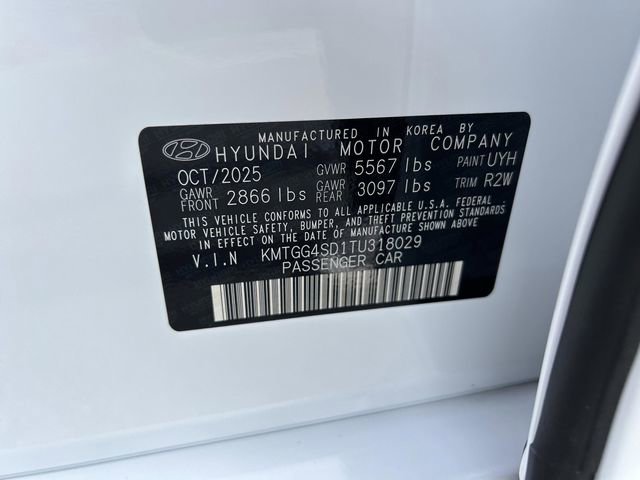 MANUFACTURED IN KOREA BY
HYUNDAI MOTOR COMPANY
OCT/2025 GVWR 5567 lbs PAINT UYH
GAWR FRONT 2866 lbs GAWR REAR 3097 lbs TRIM R2W
THIS VEHICLE CONFORMS TO ALL APPLICABLE U.S.A. FEDERAL
MOTOR VEHICLE SAFETY, BUMPER, AND THEFT PREVENTION STANDARDS
IN EFFECT ON THE DATE OF MANUFACTURE SHOWN ABOVE
V.I.N KMTGG4SD1TU318029
PASSENGER CAR